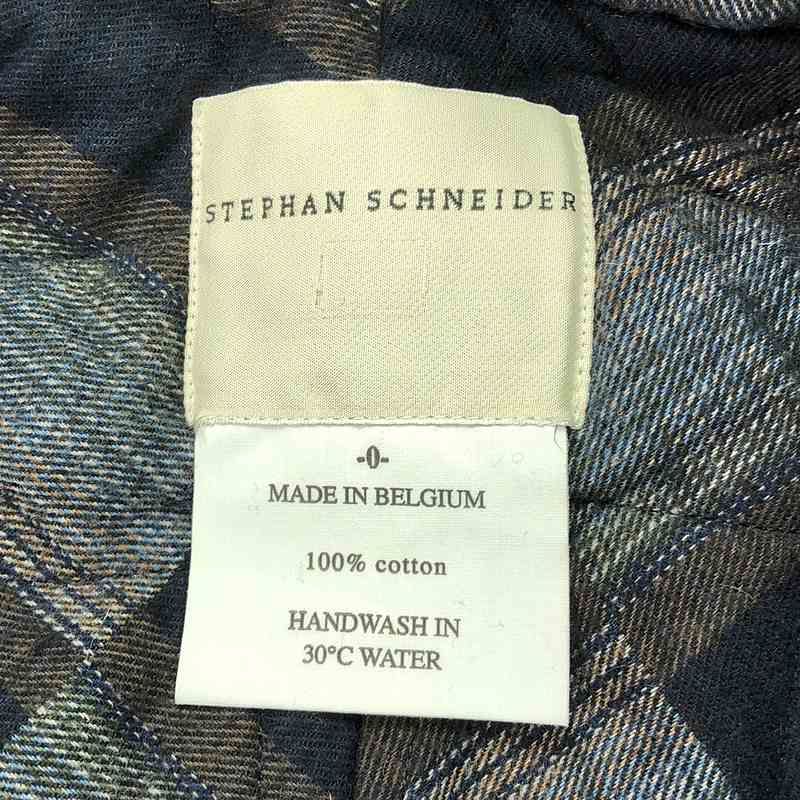 STEPHAN SCHNEIDER
-0-
MADE IN BELGIUM
100% cotton
HANDWASH IN
30°C WATER